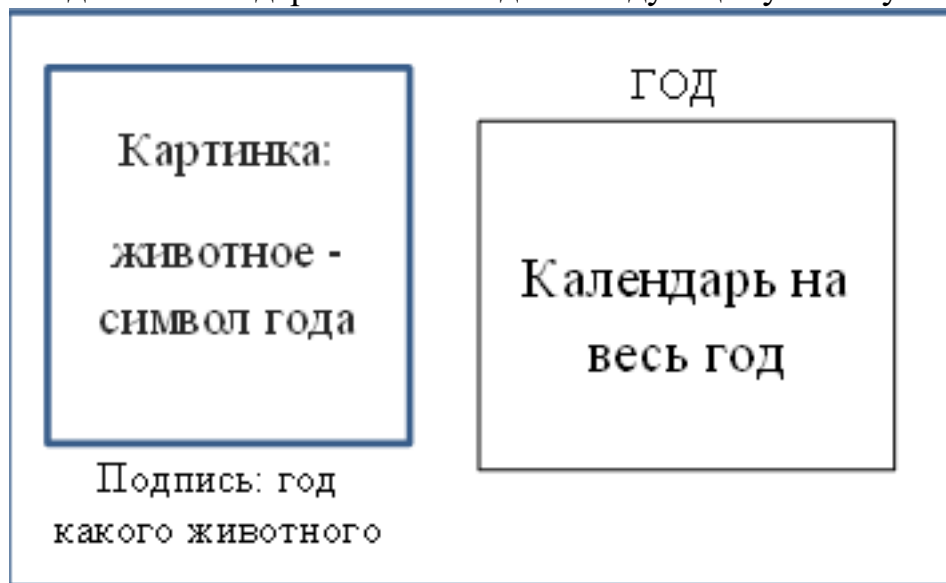 Картинка:
животное -
символ года
Подпись: год
какого животного
ГОД
Календарь на
весь год